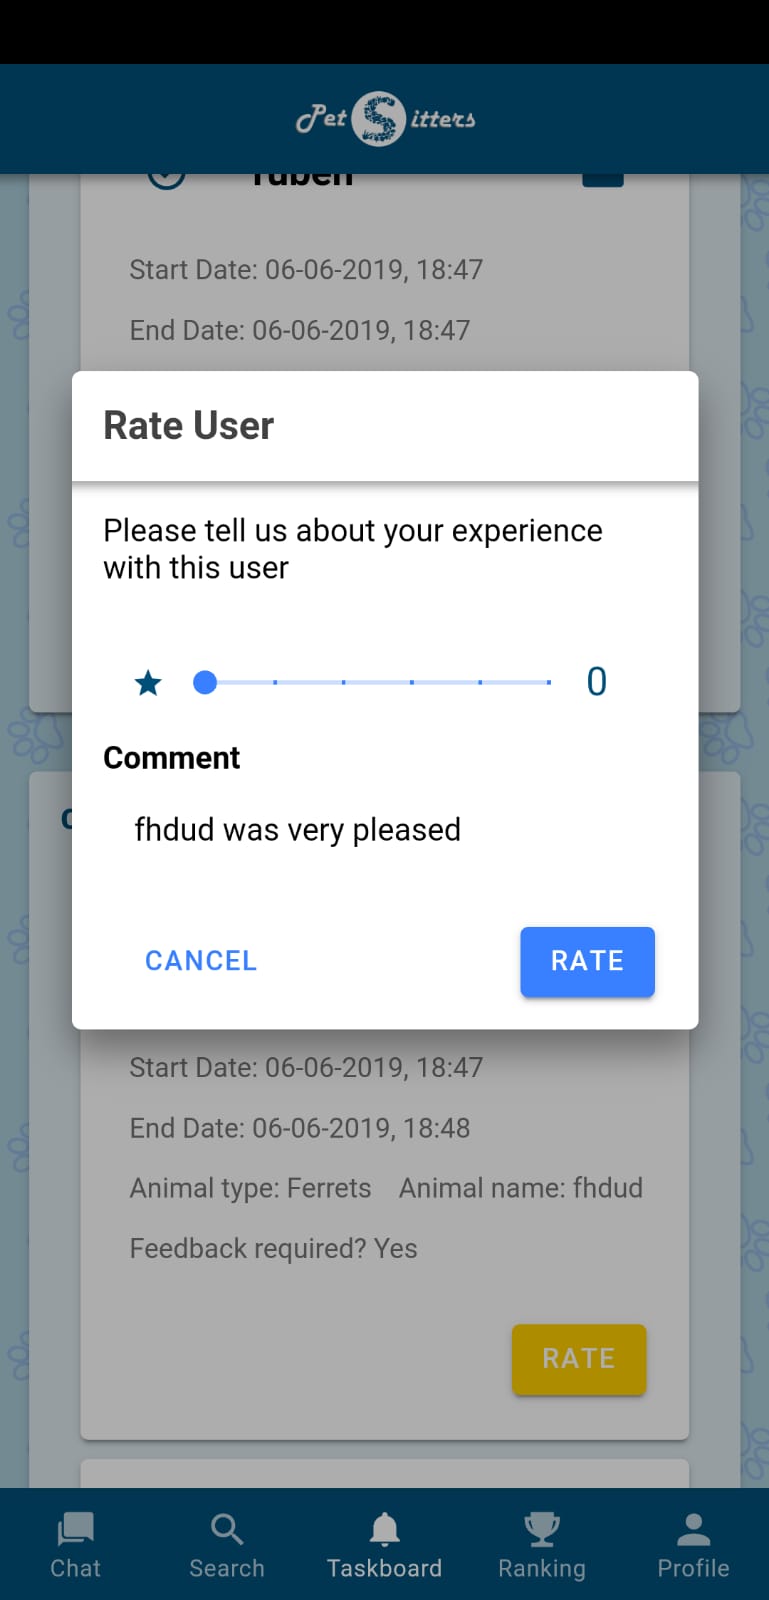 Pet Sitters
ruben
Start Date: 06-06-2019, 18:47
End Date: 06-06-2019, 18:47
Rate User
Please tell us about your experience
with this user
0
Comment
fhdud was very pleased
CANCEL
RATE
Start Date: 06-06-2019, 18:47
End Date: 06-06-2019, 18:48
Animal type: Ferrets Animal name: fhdud
Feedback required? Yes
RATE
Chat
Search
Taskboard
Ranking
Profile